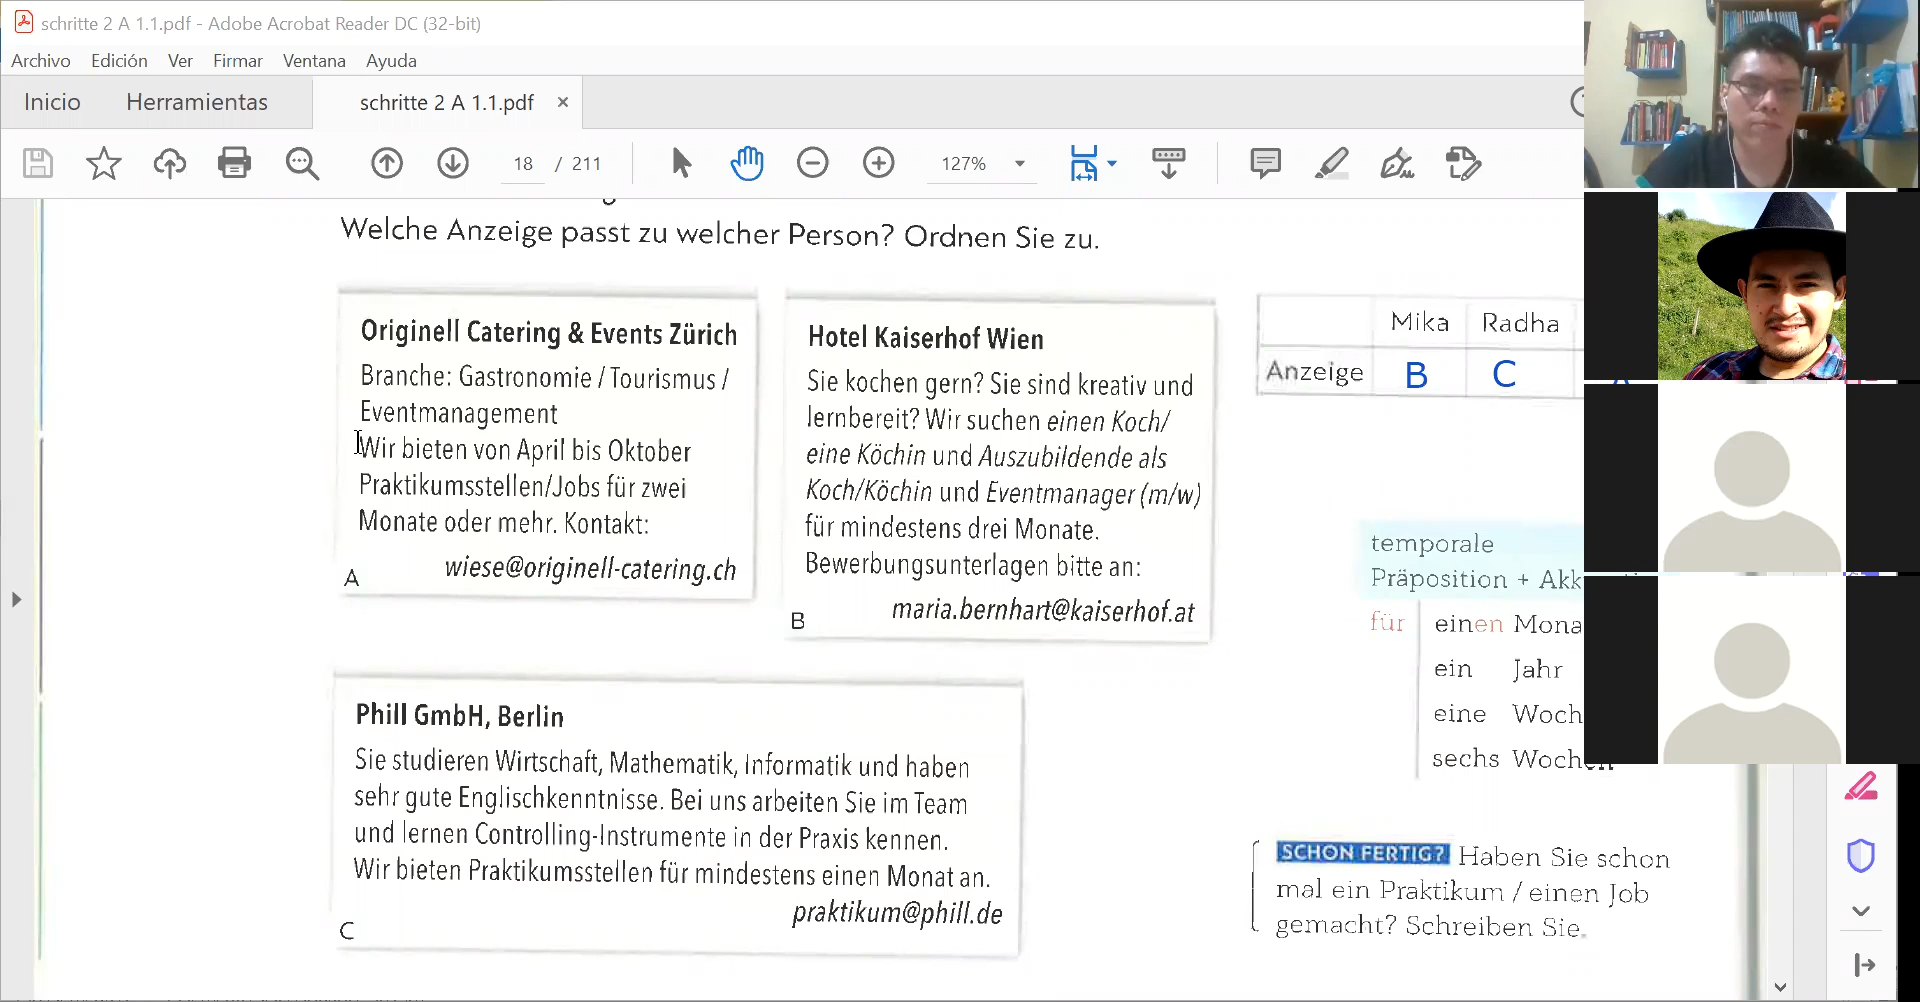 schritte 2 A 1.1.pdf - Adobe Acrobat Reader DC (32-bit)
Archivo Edición Ver Firmar Ventana Ayuda
Inicio Herramientas schritte 2 A 1.1.pdf ×
18 / 211 127%
Welche Anzeige passt zu welcher Person? Ordnen Sie zu.
Originell Catering & Events Zürich
Branche: Gastronomie / Tourismus /
Eventmanagement
Wir bieten von April bis Oktober
Praktikumsstellen/Jobs für zwei
Monate oder mehr. Kontakt:
wiese@originell-catering.ch
A
Hotel Kaiserhof Wien
Sie kochen gern? Sie sind kreativ und
lernbereit? Wir suchen einen Koch/
eine Köchin und Auszubildende als
Koch/Köchin und Eventmanager (m/w)
für mindestens drei Monate.
Bewerbungsunterlagen bitte an:
maria.bernhart@kaiserhof.at
B
Mika Radha
Anzeige B C
Phill GmbH, Berlin
Sie studieren Wirtschaft, Mathematik, Informatik und haben
sehr gute Englischkenntnisse. Bei uns arbeiten Sie im Team
und lernen Controlling-Instrumente in der Praxis kennen.
Wir bieten Praktikumsstellen für mindestens einen Monat an.
praktikum@phill.de
C
temporale
Präposition + Akk
für einen Mona
ein Jahr
eine Woch
sechs Wochen
SCHON FERTIG? Haben Sie schon
mal ein Praktikum / einen Job
gemacht? Schreiben Sie.